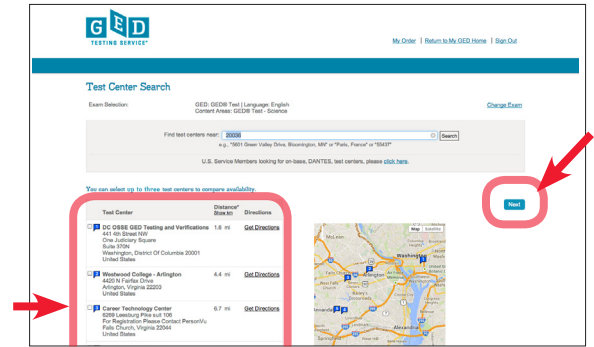 GED
TESTING SERVICE®
My Order | Return to My GED Home | Sign Out
Test Center Search
Exam Selection:
GED: GED® Test | Language: English
Content Areas: GED® Test - Science
Change Exam
Find test centers near: 20036 Search
e.g., "5601 Green Valley Drive, Bloomington, MN" or "Paris, France" or "55437"
U.S. Service Members looking for on-base, DANTES, test centers, please click here.
You can select up to three test centers to compare availability.
Next
Test Center Distance* Directions
Show km
DC OSSE GED Testing and Verifications 1.6 mi Get Directions
441 4th Street NW
One Judiciary Square
Suite 370N
Washington, District Of Columbia 20001
United States
Westwood College - Arlington 4.4 mi Get Directions
4420 N Fairfax Drive
Arlington, Virginia 22203
United States
Career Technology Center 6.7 mi Get Directions
6269 Leesburg Pike suit 106
For Registration Please Contact PersonVu
Falls Church, Virginia 22044
United States
Map Satellite
McLean
Washington
Falls Church
Arlington
Alexandria
Springfield